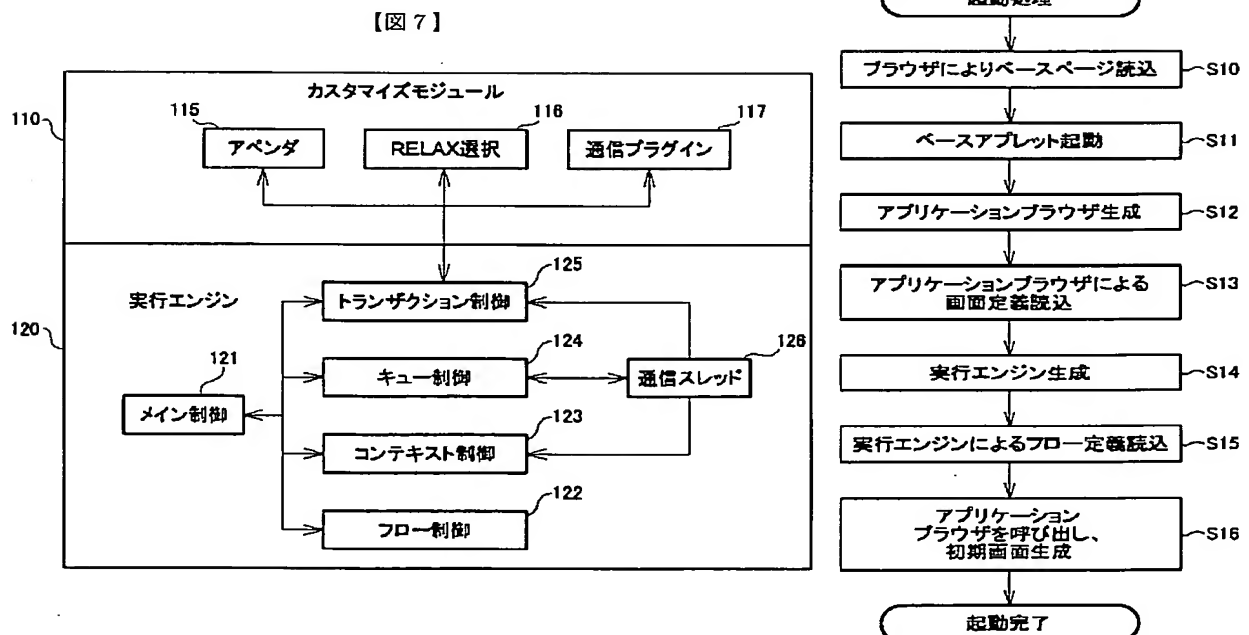 【図7】
カスタマイズモジュール
110
115
アペンダ
116
RELAX選択
117
通信プラグイン
実行エンジン
120
125
トランザクション制御
121
メイン制御
124
キュー制御
126
通信スレッド
123
コンテキスト制御
122
フロー制御
起動処理
ブラウザによりベースページ読込
S10
ベースアプレット起動
S11
アプリケーションブラウザ生成
S12
アプリケーションブラウザによる
画面定義読込
S13
実行エンジン生成
S14
実行エンジンによるフロー定義読込
S15
アプリケーション
ブラウザを呼び出し、
初期画面生成
S16
起動完了